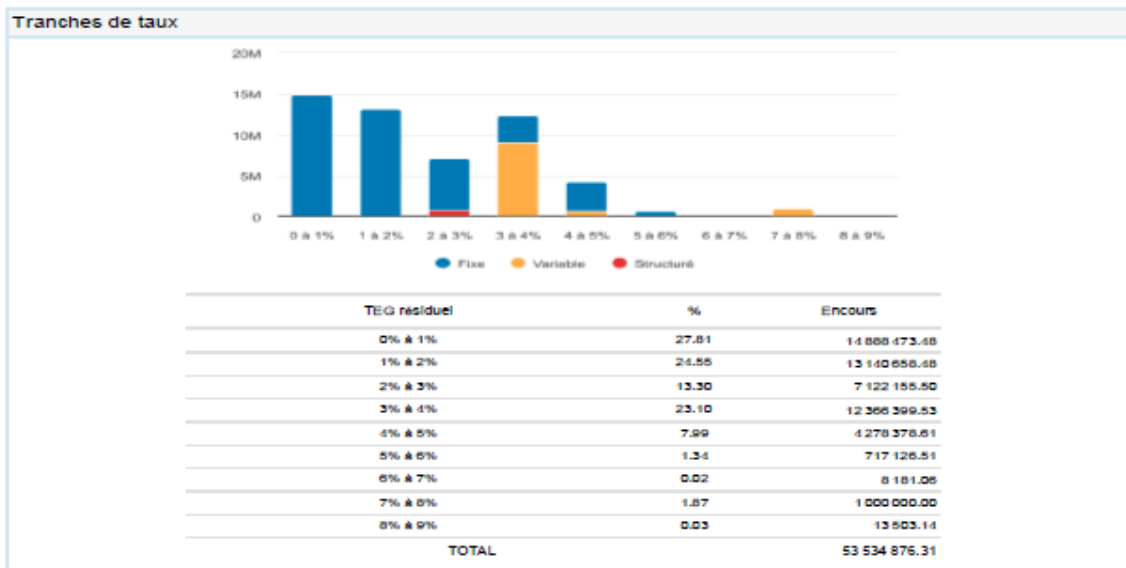 Tranches de taux
20M
15M
10M
5M
0
0 à 1% 1 à 2% 2 à 3% 3 à 4% 4 à 5% 5 à 6% 6 à 7% 7 à 8% 8 à 9%
Fixe Variable Structuré
TEG résiduel % Encours
0% à 1% 27.81 14 888 473.48
1% à 2% 24.55 13 140 658.48
2% à 3% 13.30 7 122 155.50
3% à 4% 23.10 12 366 399.53
4% à 5% 7.99 4 278 378.61
5% à 6% 1.34 717 126.51
6% à 7% 0.02 8 181.06
7% à 8% 1.87 1 000 000.00
8% à 9% 0.03 13 503.14
TOTAL 53 534 876.31